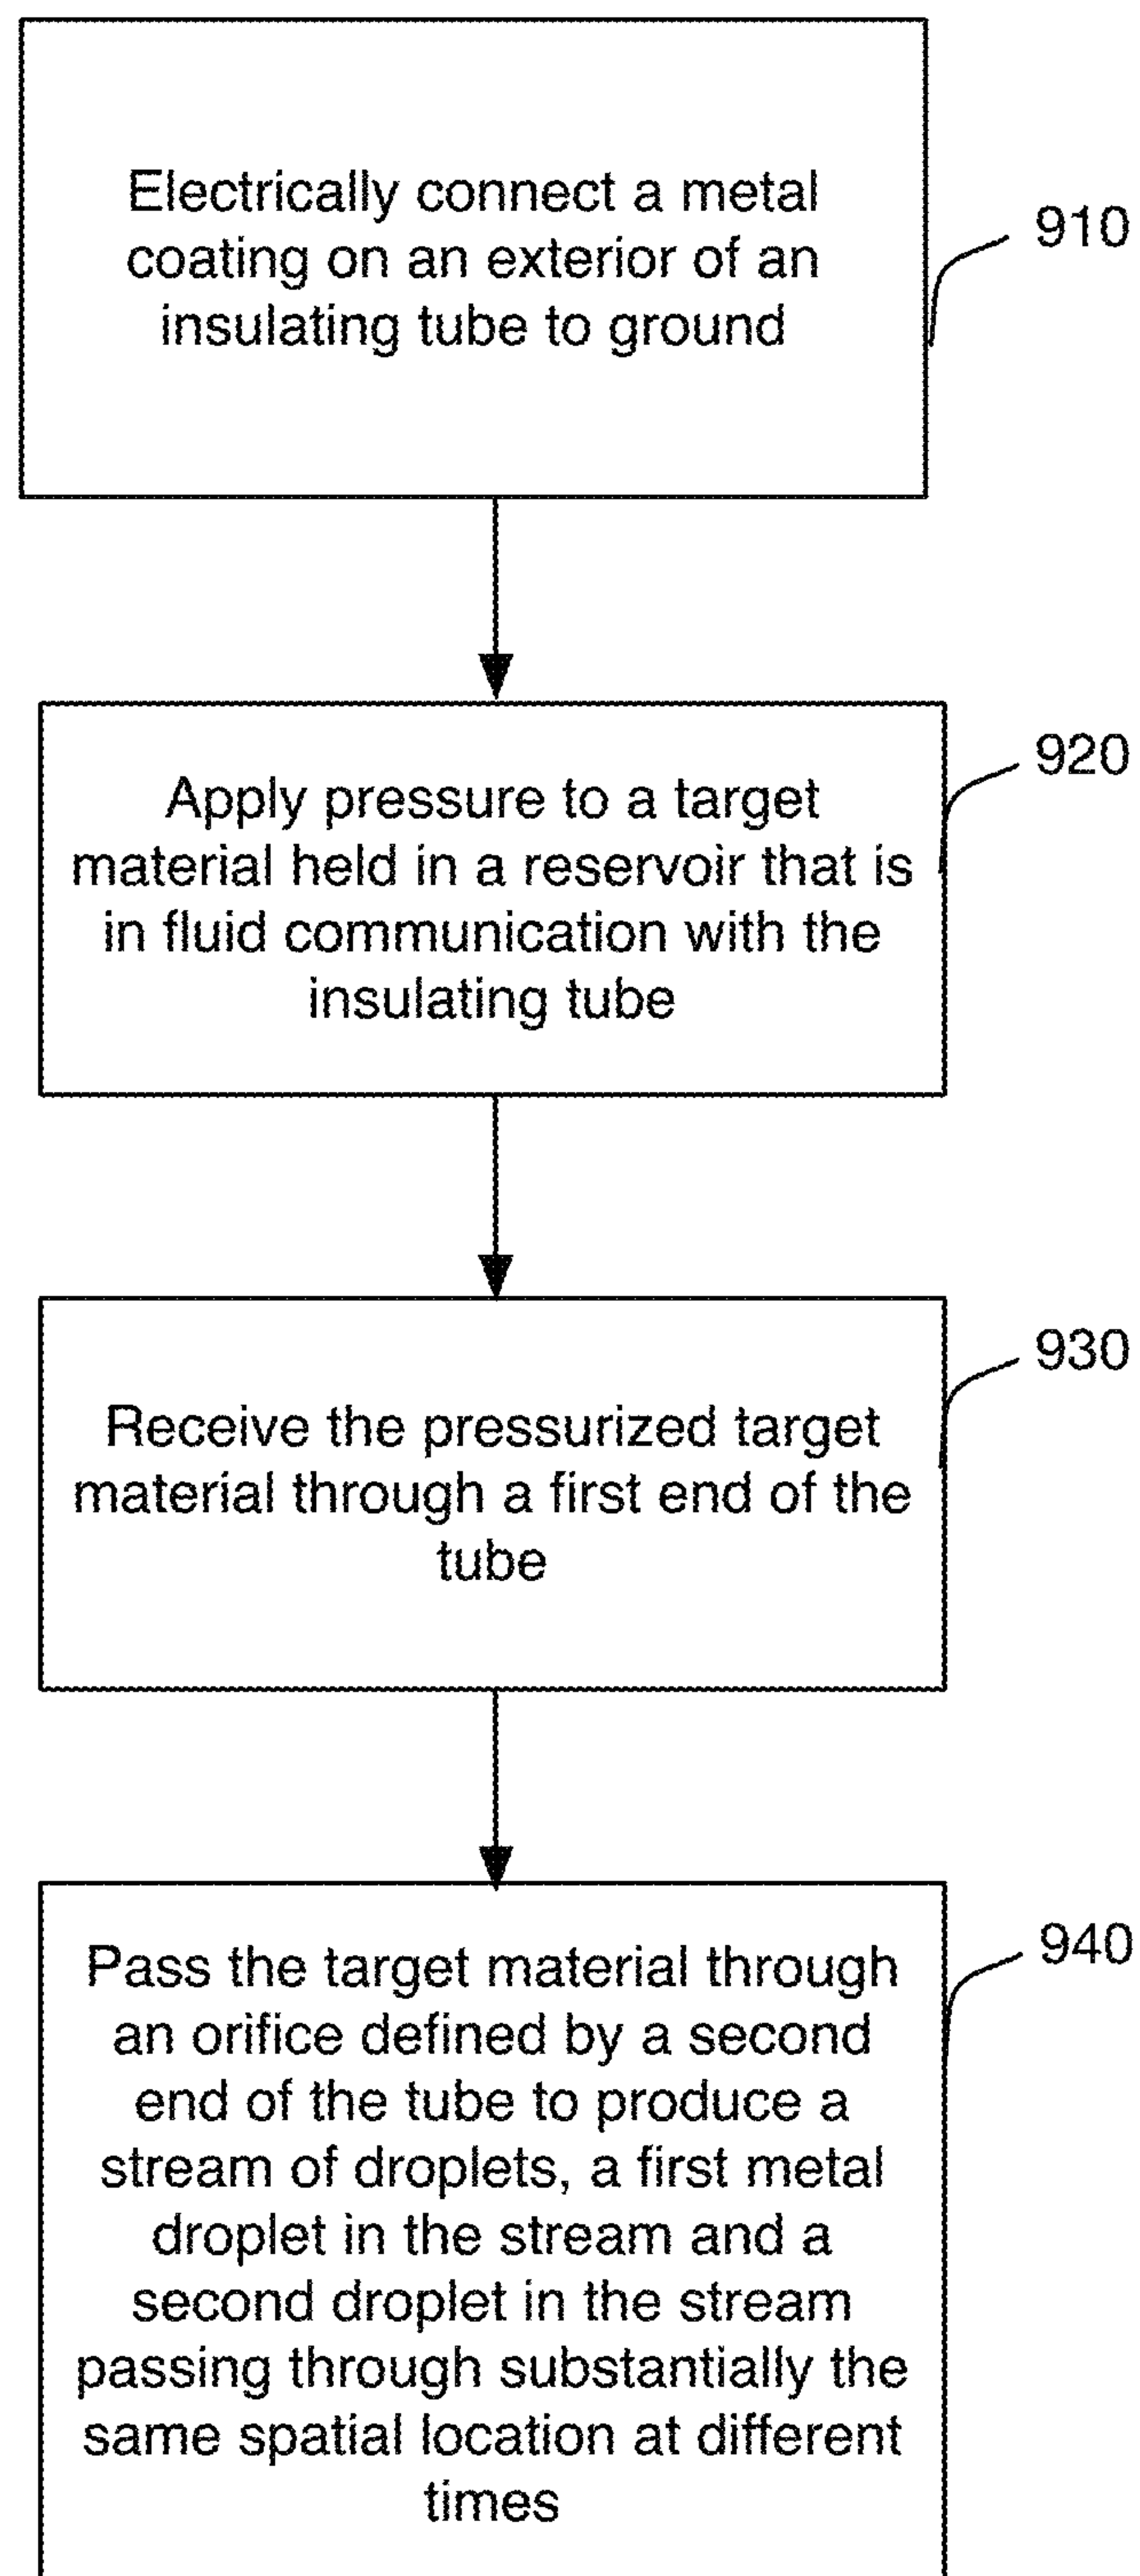 Electrically connect a metal
coating on an exterior of an
insulating tube to ground
910
Apply pressure to a target
material held in a reservoir that is
in fluid communication with the
insulating tube
920
Receive the pressurized target
material through a first end of the
tube
930
Pass the target material through
an orifice defined by a second
end of the tube to produce a
stream of droplets, a first metal
droplet in the stream and a
second droplet in the stream
passing through substantially the
same spatial location at different
times
940